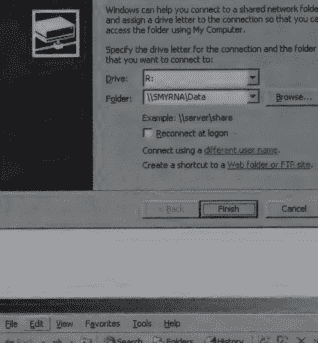 Windows can help you connect to a shared network folde
and assign a drive letter to the connection so that you ca
access the folder using My Computer.
Specify the drive letter for the connection and the folder
that you want to connect to:
Drive: R:
Folder: \\SMYRNA\Data Browse...
Example: \\server\share
Reconnect at logon
Connect using a different user name.
Create a shortcut to a Web folder or FTP site.
< Back Finish Cancel
File Edit View Favorites Tools Help
Search Folders History